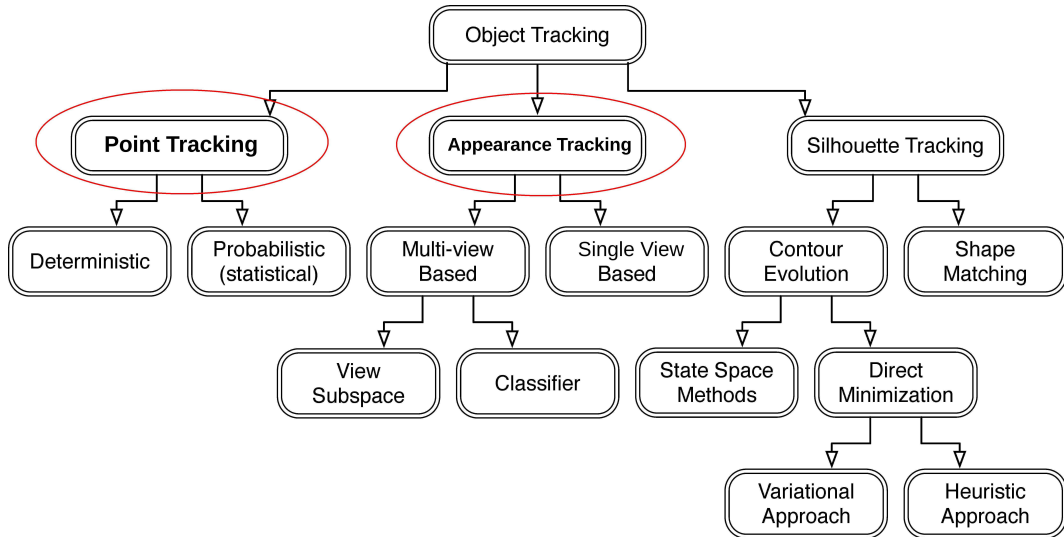 Object Tracking
Point Tracking
Appearance Tracking
Silhouette Tracking
Deterministic
Probabilistic
(statistical)
Multi-view
Based
Single View
Based
Contour
Evolution
Shape
Matching
View
Subspace
Classifier
State Space
Methods
Direct
Minimization
Variational
Approach
Heuristic
Approach